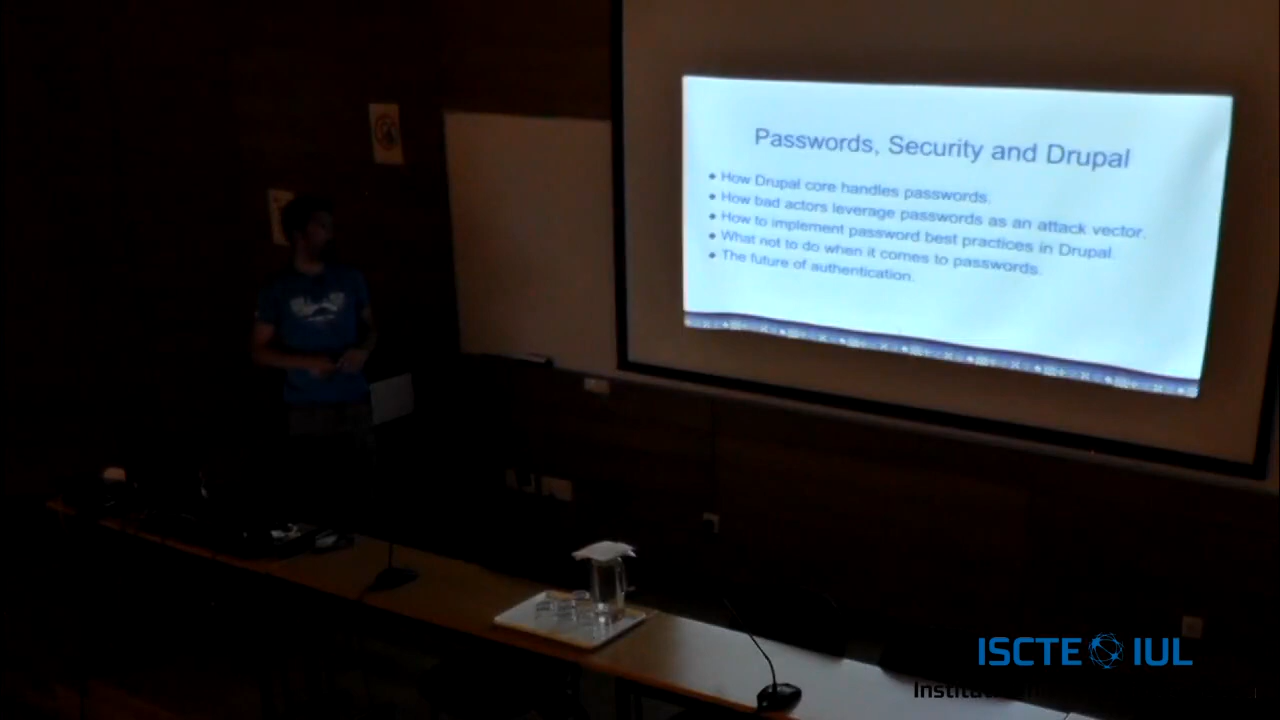 Passwords, Security and Drupal
How Drupal core handles passwords.
How bad actors leverage passwords as an attack vector.
How to implement password best practices in Drupal.
What not to do when it comes to passwords.
The future of authentication.
ISCTE IUL